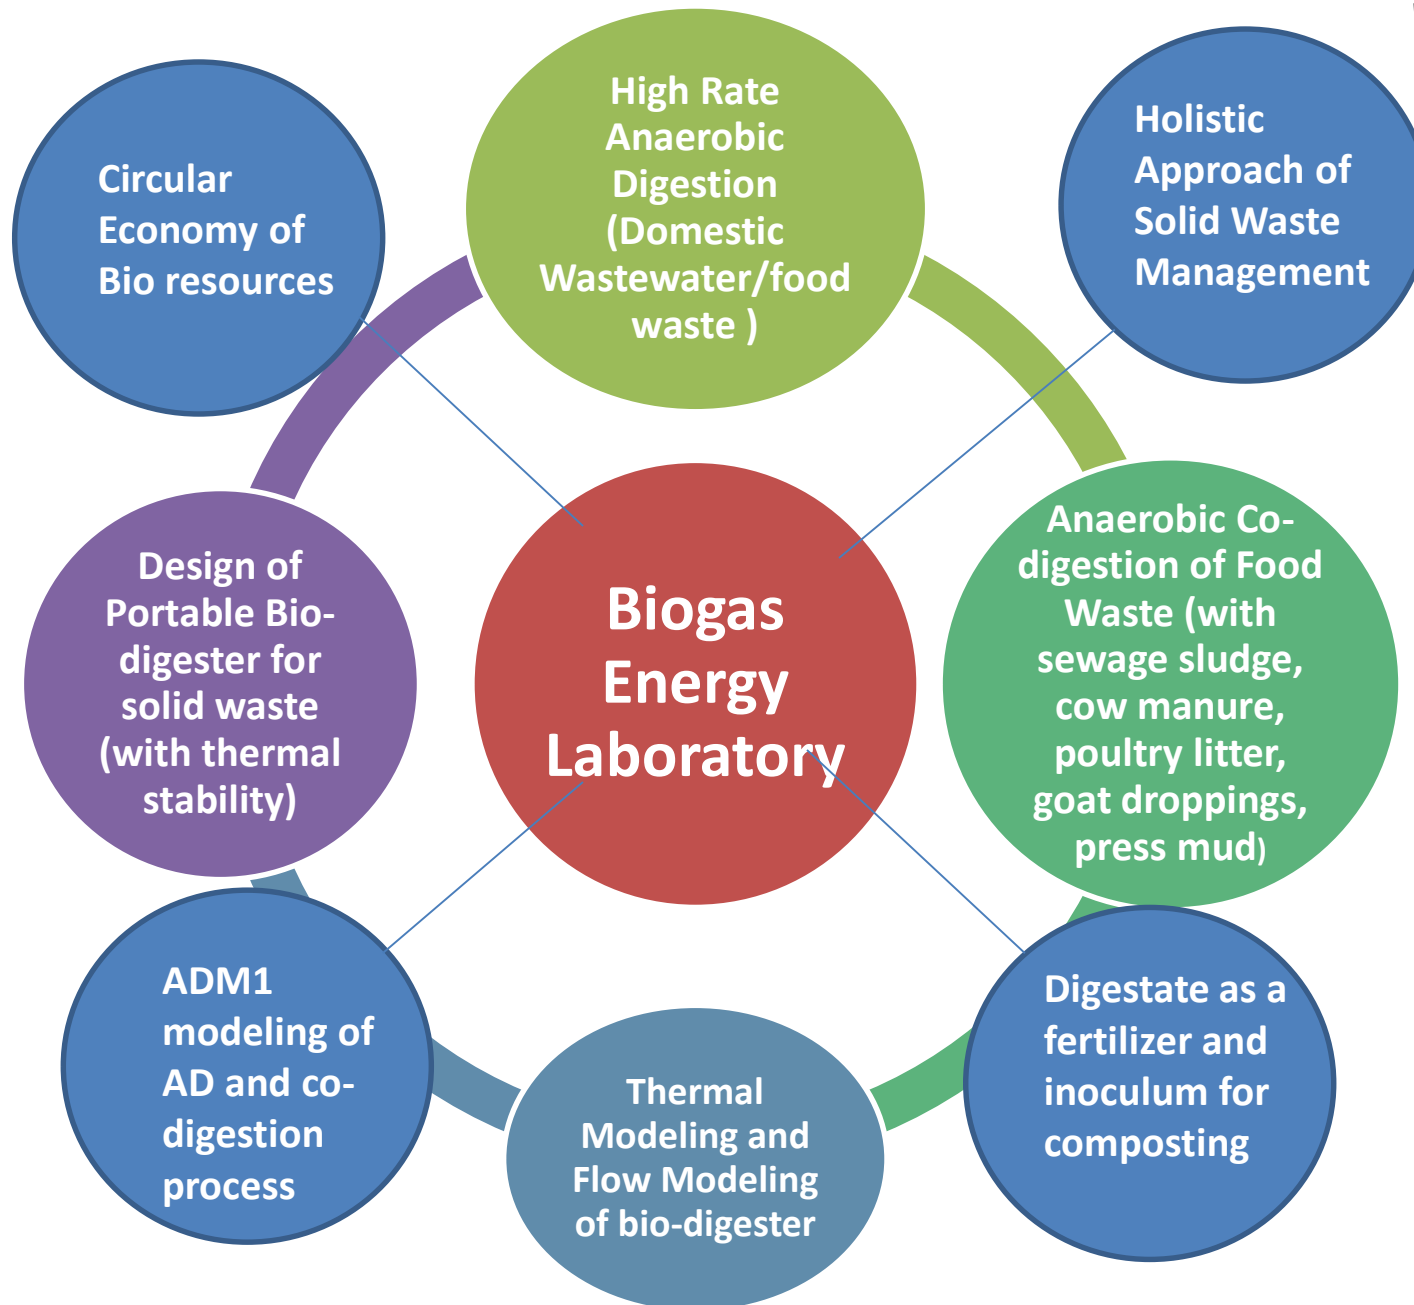 High Rate
Anaerobic
Digestion
(Domestic
Wastewater/food
waste )
Circular
Economy of
Bio resources
Holistic
Approach of
Solid Waste
Management
Design of
Portable Bio-
digester for
solid waste
(with thermal
stability)
Biogas
Energy
Laboratory
Anaerobic Co-
digestion of Food
Waste (with
sewage sludge,
cow manure,
poultry litter,
goat droppings,
press mud)
ADM1
modeling of
AD and co-
digestion
process
Thermal
Modeling and
Flow Modeling
of bio-digester
Digestate as a
fertilizer and
inoculum for
composting